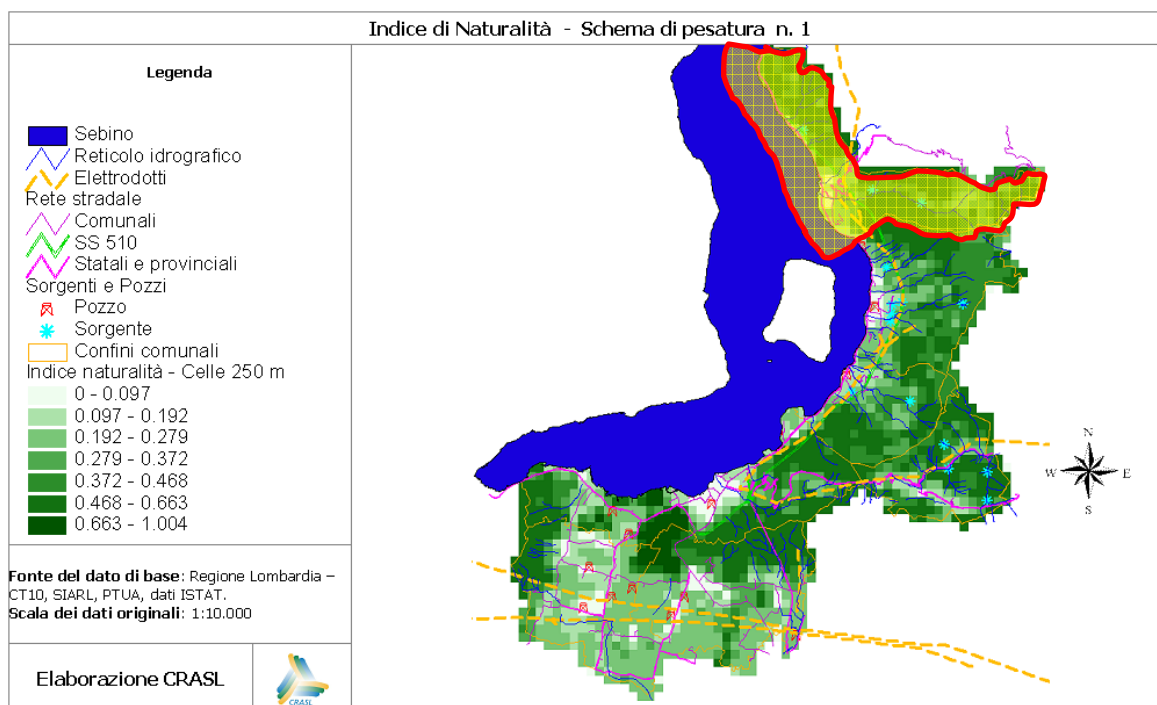 Indice di Naturalità - Schema di pesatura n. 1
Legenda
Sebino
Reticolo idrografico
Elettrodotti
Rete stradale
Comunali
SS 510
Statali e provinciali
Sorgenti e Pozzi
Pozzo
Sorgente
Confini comunali
Indice naturalità - Celle 250 m
0 - 0.097
0.097 - 0.192
0.192 - 0.279
0.279 - 0.372
0.372 - 0.468
0.468 - 0.663
0.663 - 1.004
Fonte del dato di base: Regione Lombardia –
CT10, SIARL, PTUA, dati ISTAT.
Scala dei dati originali: 1:10.000
Elaborazione CRASL
CRASL
N
W E
S